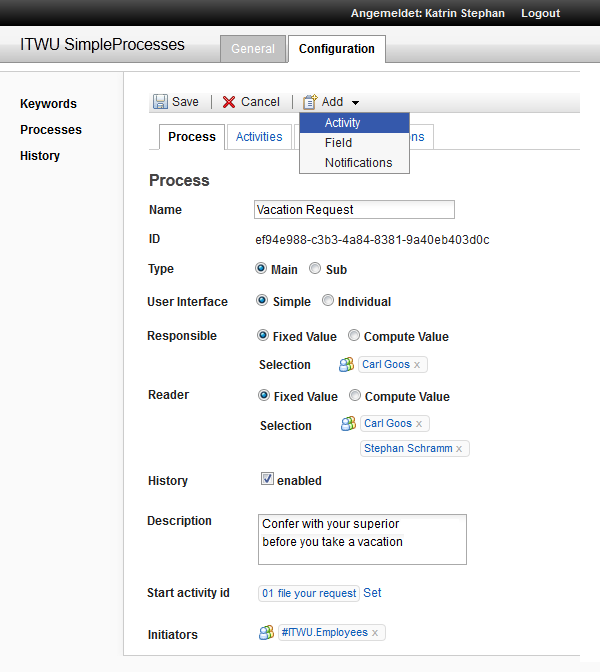 Angemeldet: Katrin Stephan Logout
ITWU SimpleProcesses General Configuration
Keywords
Processes
History
Save Cancel Add
Activity
Field
Notifications
Process Activities
Process
Name Vacation Request
ID ef94e988-c3b3-4a84-8381-9a40eb403d0c
Type Main Sub
User Interface Simple Individual
Responsible Fixed Value Compute Value
Selection Carl Goos x
Reader Fixed Value Compute Value
Selection Carl Goos x
Stephan Schramm x
History enabled
Description Confer with your superior
before you take a vacation
Start activity id 01 file your request Set
Initiators #ITWU.Employees x